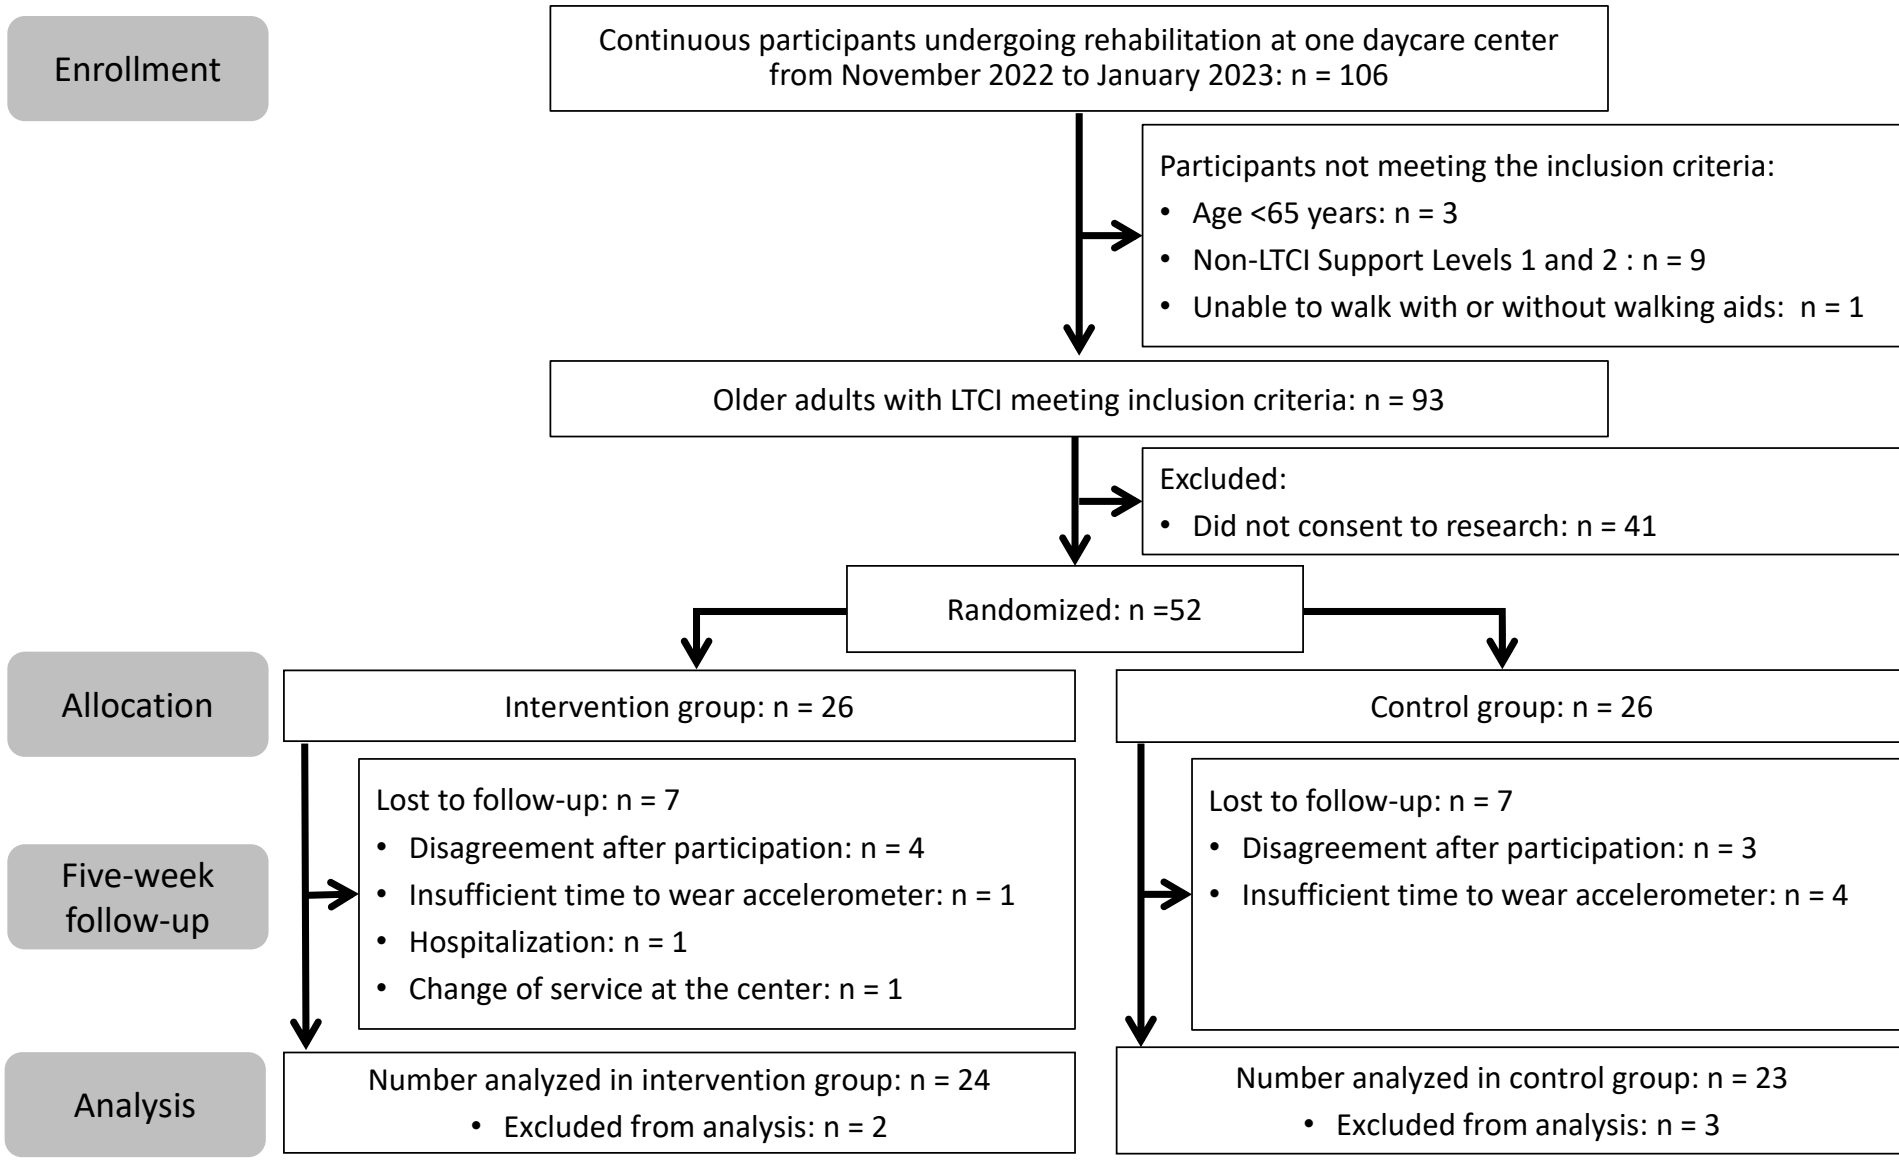 Enrollment
Continuous participants undergoing rehabilitation at one daycare center
from November 2022 to January 2023: n = 106
Participants not meeting the inclusion criteria:
• Age <65 years: n = 3
• Non-LTCI Support Levels 1 and 2 : n = 9
• Unable to walk with or without walking aids:  n = 1
Older adults with LTCI meeting inclusion criteria: n = 93
Excluded:
• Did not consent to research: n = 41
Randomized: n =52
Allocation
Intervention group: n = 26
Control group: n = 26
Five-week
follow-up
Lost to follow-up: n = 7
• Disagreement after participation: n = 4
• Insufficient time to wear accelerometer: n = 1
• Hospitalization: n = 1
• Change of service at the center: n = 1
Lost to follow-up: n = 7
• Disagreement after participation: n = 3
• Insufficient time to wear accelerometer: n = 4
Analysis
Number analyzed in intervention group: n = 24
• Excluded from analysis: n = 2
Number analyzed in control group: n = 23
• Excluded from analysis: n = 3